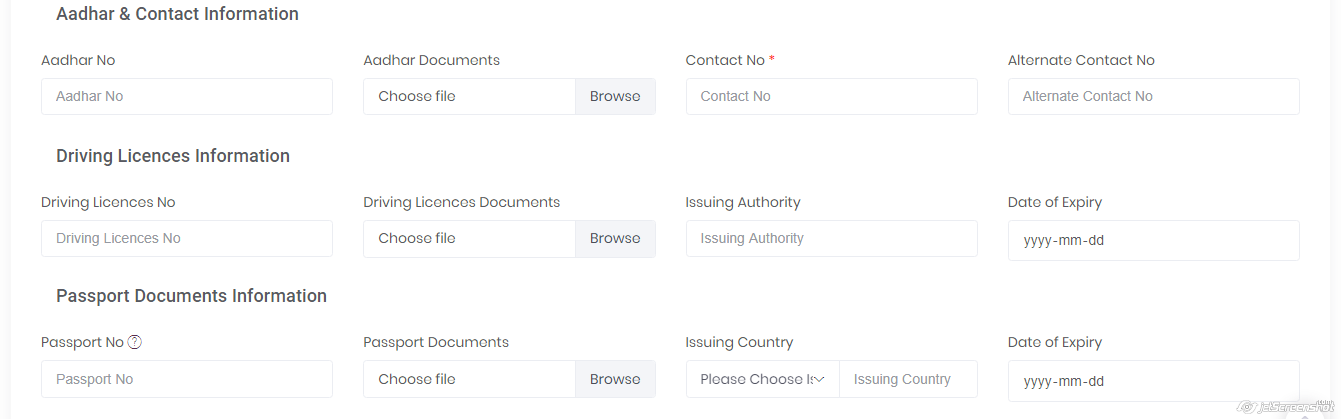 Aadhar & Contact Information
Aadhar No Aadhar Documents Contact No * Alternate Contact No
Aadhar No Choose file Browse Contact No Alternate Contact No
Driving Licences Information
Driving Licences No Driving Licences Documents Issuing Authority Date of Expiry
Driving Licences No Choose file Browse Issuing Authority yyyy-mm-dd
Passport Documents Information
Passport No ? Passport Documents Issuing Country Date of Expiry
Passport No Choose file Browse Please Choose Is Issuing Country yyyy-mm-dd
jetScreenshot